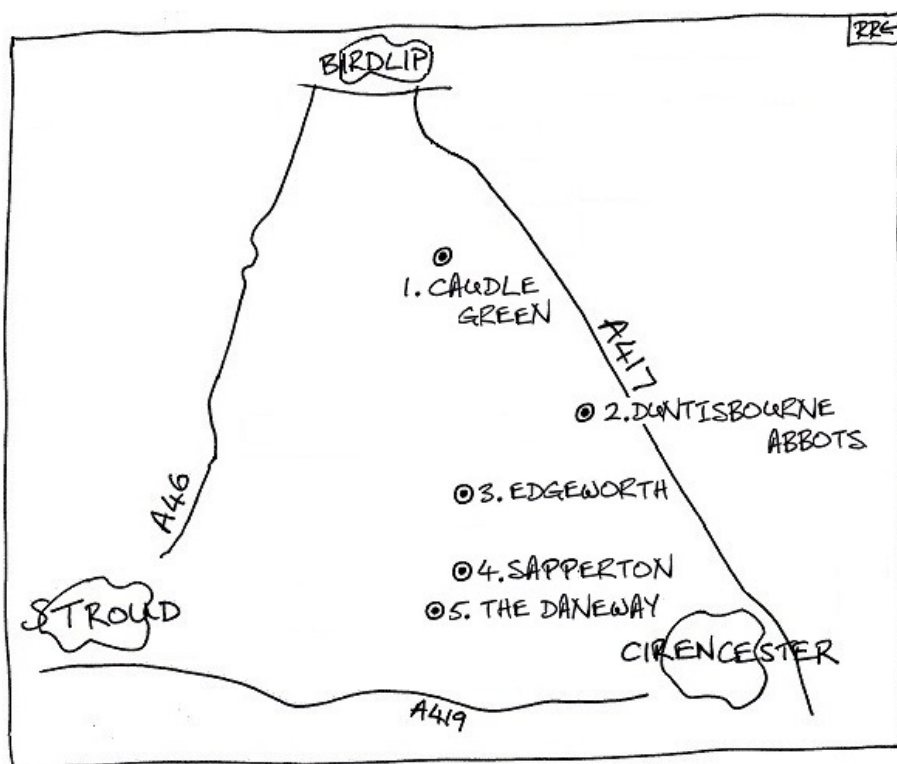 RRE
BIRDLIP
1. CAUDLE
GREEN
A417
2. DUNTISBOURNE
ABBOTS
3. EDGEWORTH
A46
4. SAPPERTON
STROUD
5. THE DANEWAY
CIRENCESTER
A419